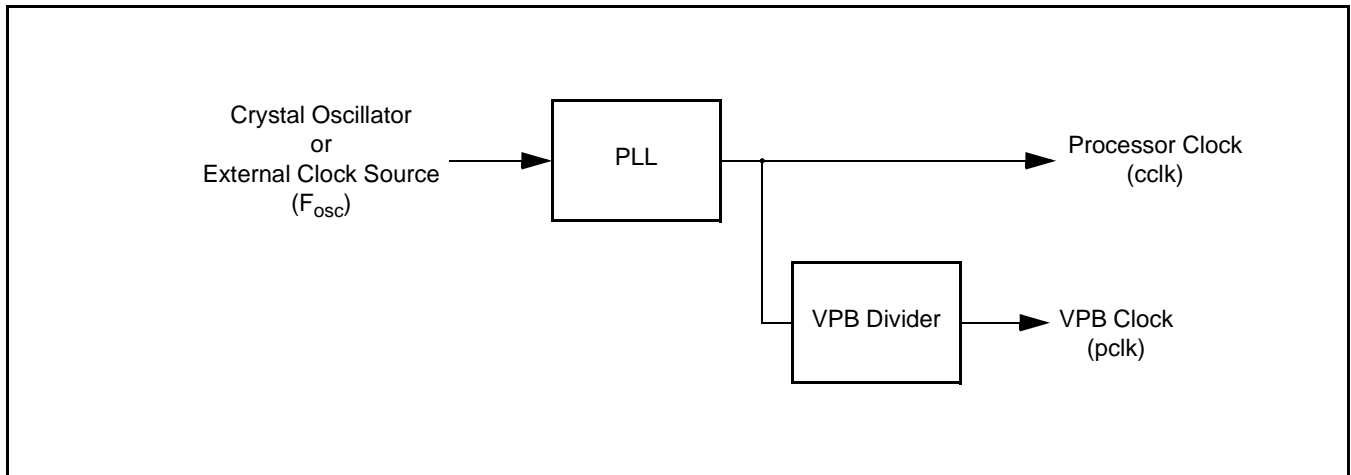 Crystal Oscillator
or
External Clock Source
(Fosc)
PLL
Processor Clock
(cclk)
VPB Divider
VPB Clock
(pclk)